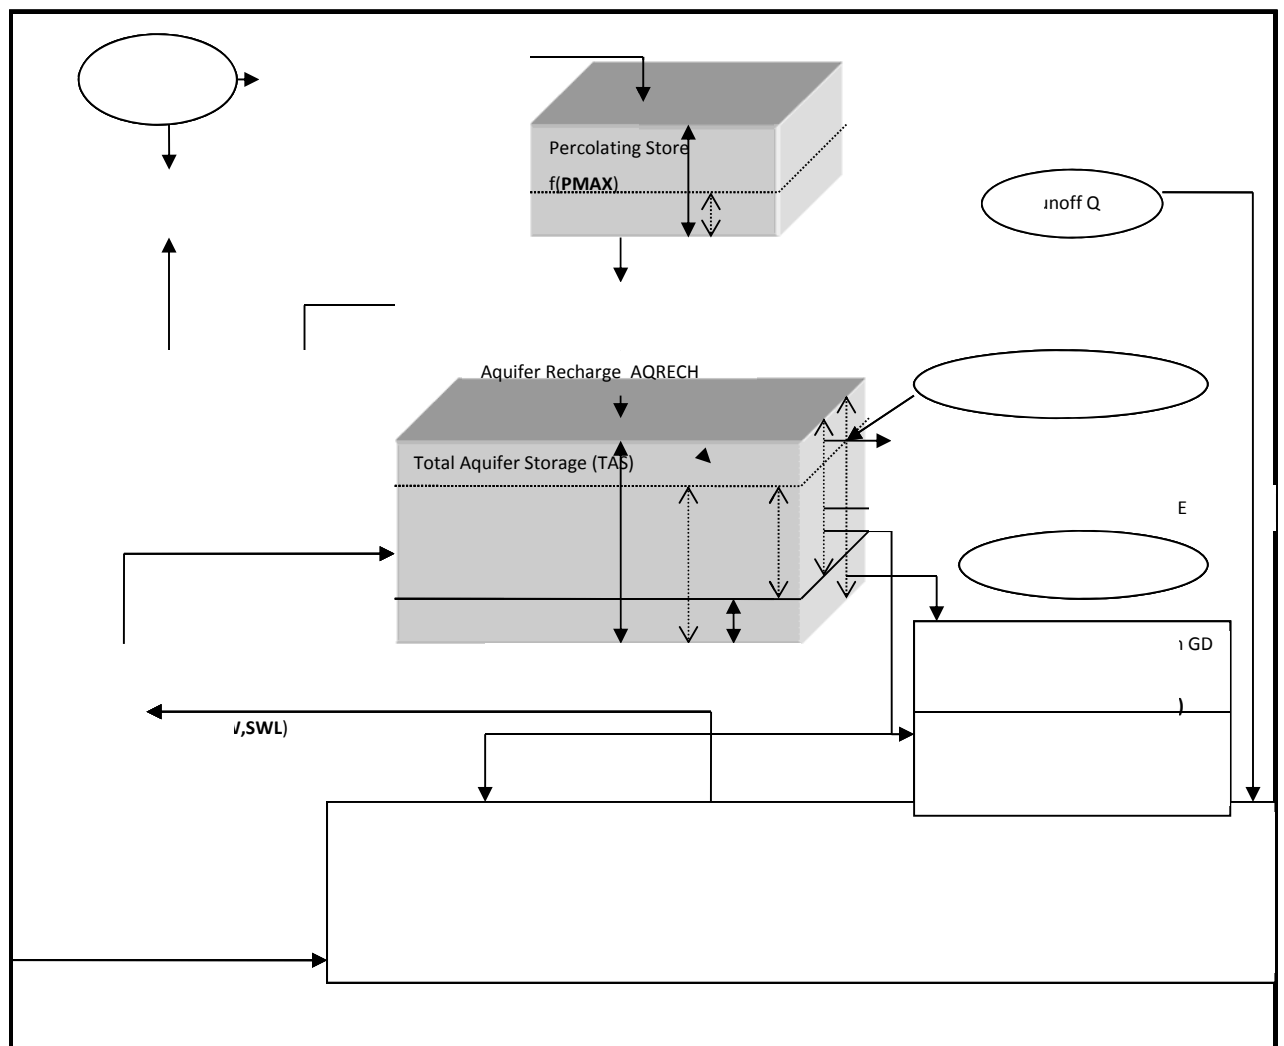 Percolating Store
f(PMAX)
unoff Q
Aquifer Recharge AQRECH
Total Aquifer Storage (TAS)
E
GD
)
,SWL)